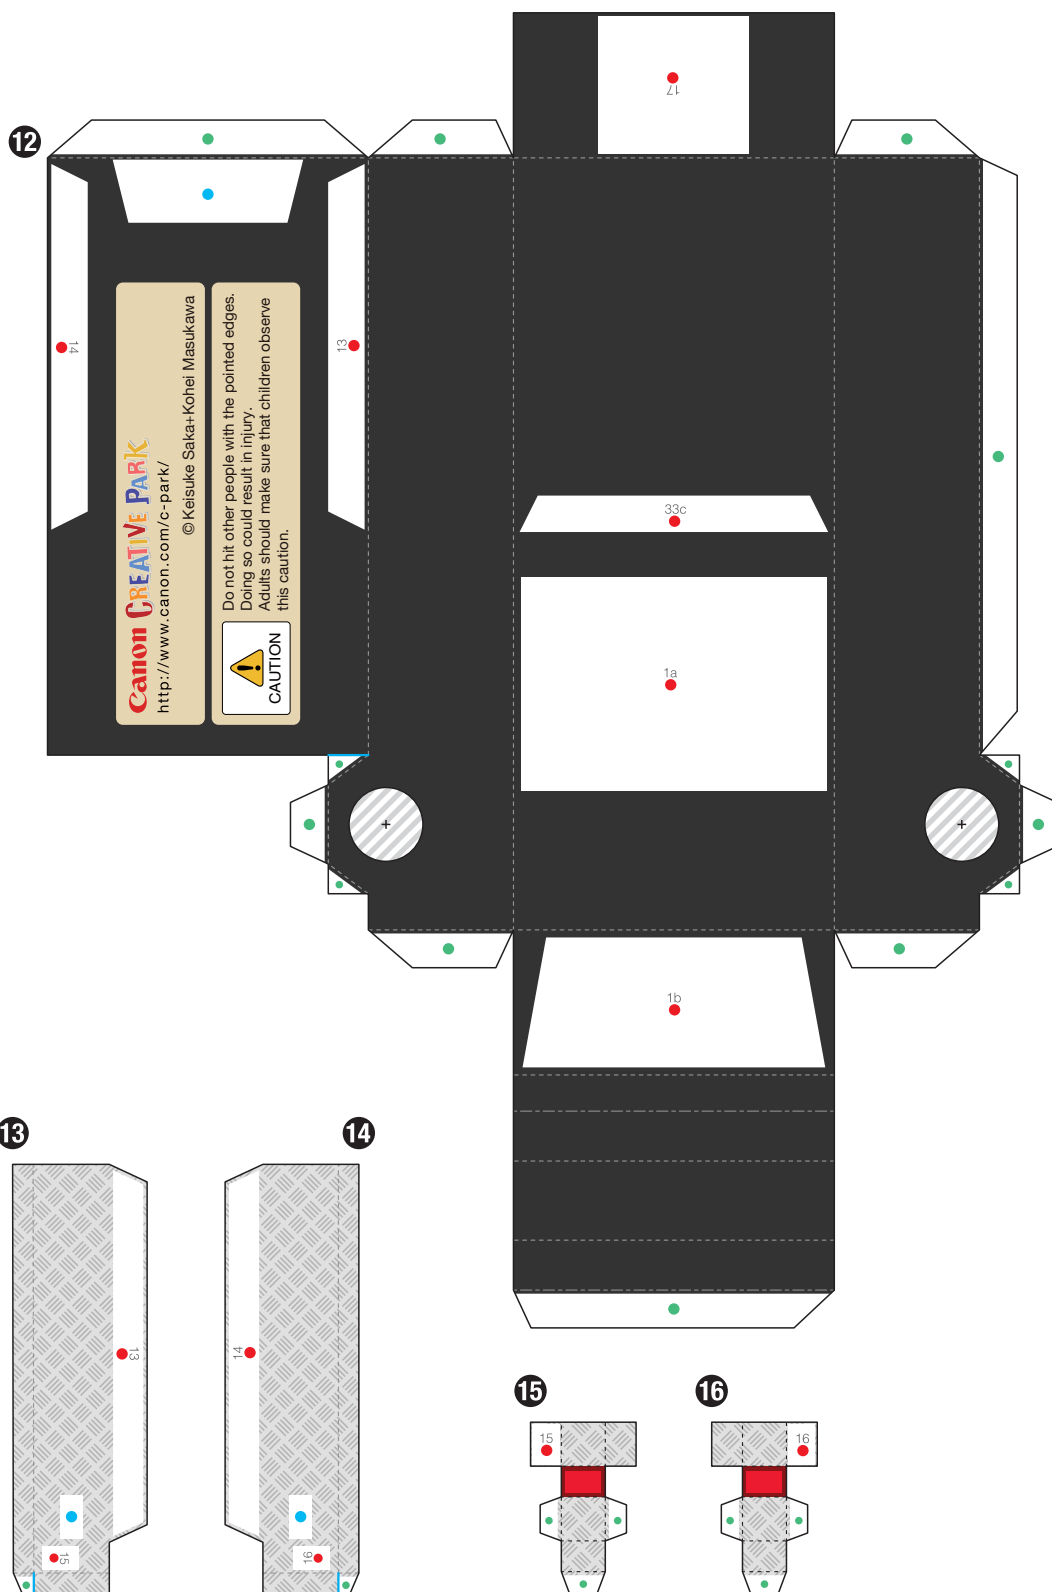 17
12
14
13
Canon CREATIVE PARK
http://www.canon.com/c-park/
©Keisuke Saka+Kohei Masukawa
Do not hit other people with the pointed edges.
Doing so could result in injury.
Adults should make sure that children observe
this caution.
CAUTION
33c
1a
1b
13
14
13
14
15
16
15
16
15
16